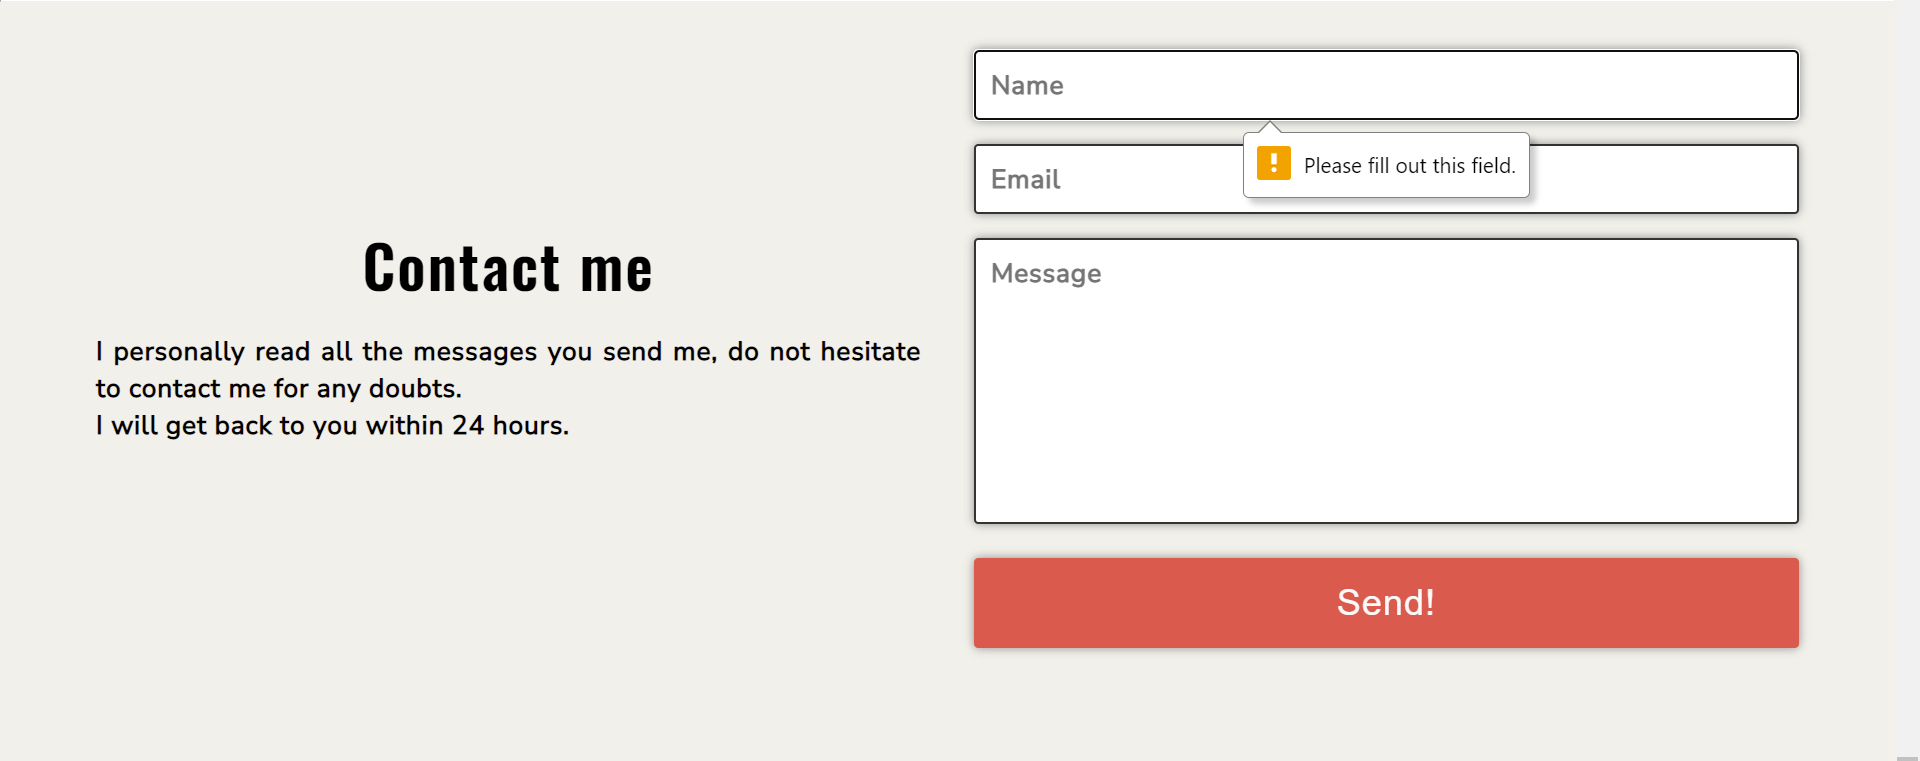 Contact me
I personally read all the messages you send me, do not hesitate
to contact me for any doubts.
I will get back to you within 24 hours.
Name
Please fill out this field.
Email
Message
Send!